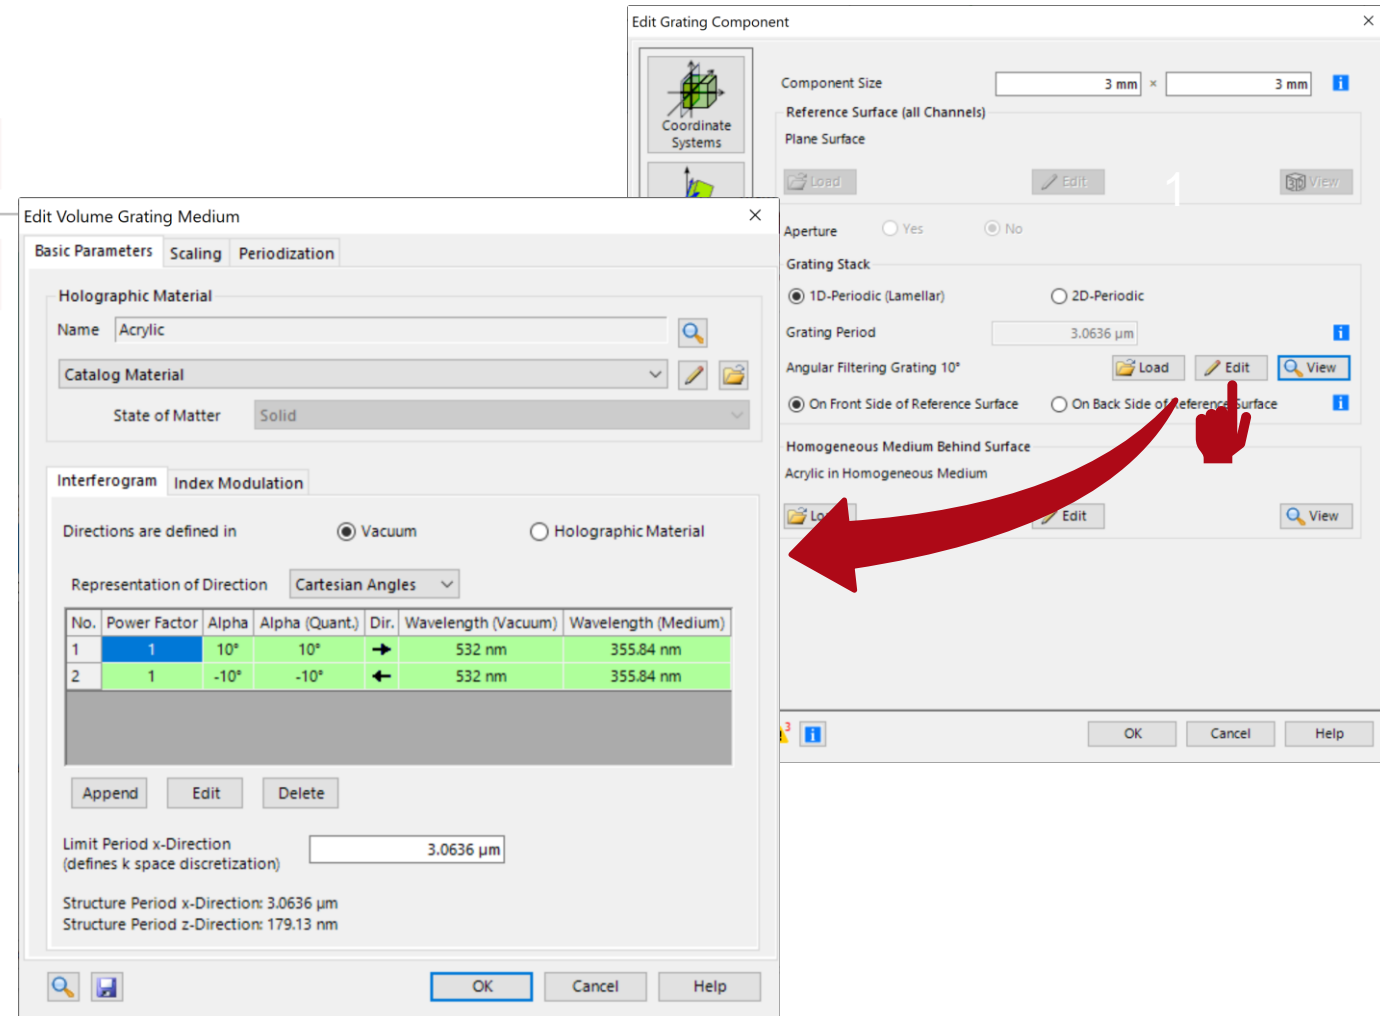 Edit Grating Component
Coordinate
Systems
Component Size 3 mm × 3 mm
Reference Surface (all Channels)
Plane Surface
Load Edit View
1
Aperture Yes No
Grating Stack
1D-Periodic (Lamellar) 2D-Periodic
Grating Period 3.0636 µm
Angular Filtering Grating 10° Load Edit View
On Front Side of Reference Surface On Back Side of Reference Surface
Homogeneous Medium Behind Surface
Acrylic in Homogeneous Medium
Edit View
3
OK Cancel Help
Edit Volume Grating Medium
Basic Parameters Scaling Periodization
Holographic Material
Name Acrylic
Catalog Material
State of Matter Solid
Interferogram Index Modulation
Directions are defined in Vacuum Holographic Material
Representation of Direction Cartesian Angles
No. Power Factor Alpha Alpha (Quant.) Dir. Wavelength (Vacuum) Wavelength (Medium)
1 1 10° 10° 532 nm 355.84 nm
2 1 -10° -10° 532 nm 355.84 nm
Append Edit Delete
Limit Period x-Direction
(defines k space discretization) 3.0636 µm
Structure Period x-Direction: 3.0636 µm
Structure Period z-Direction: 179.13 nm
OK Cancel Help